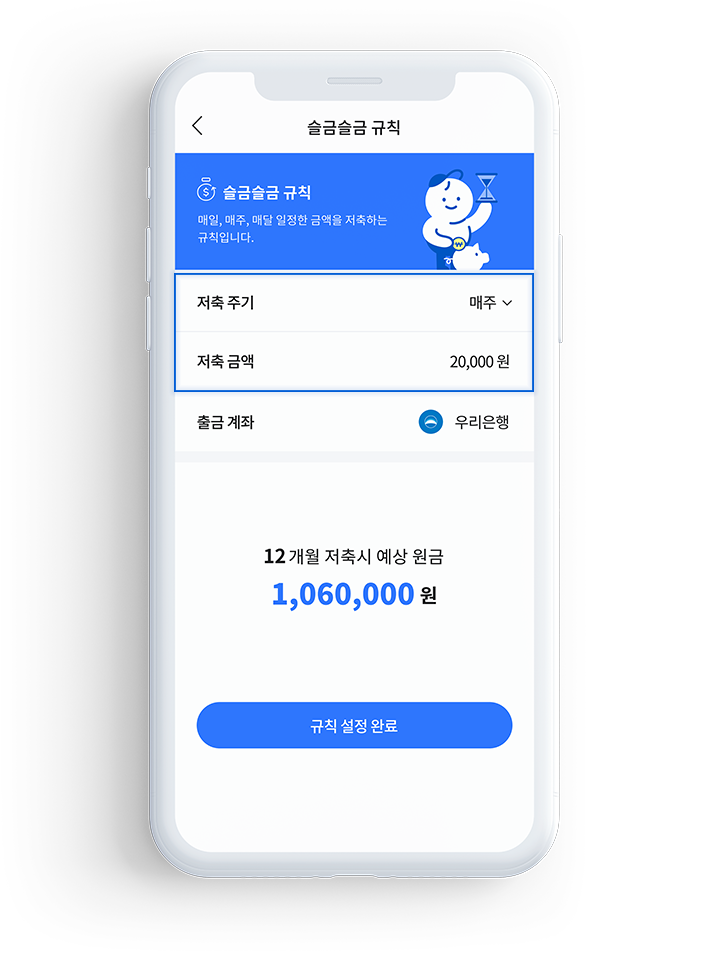 슬금슬금 규칙
슬금슬금 규칙
매일, 매주, 매달 일정한 금액을 저축하는
규칙입니다.
저축 주기 매주
저축 금액 20,000 원
출금 계좌 우리은행
12개월 저축시 예상 원금
1,060,000 원
규칙 설정 완료